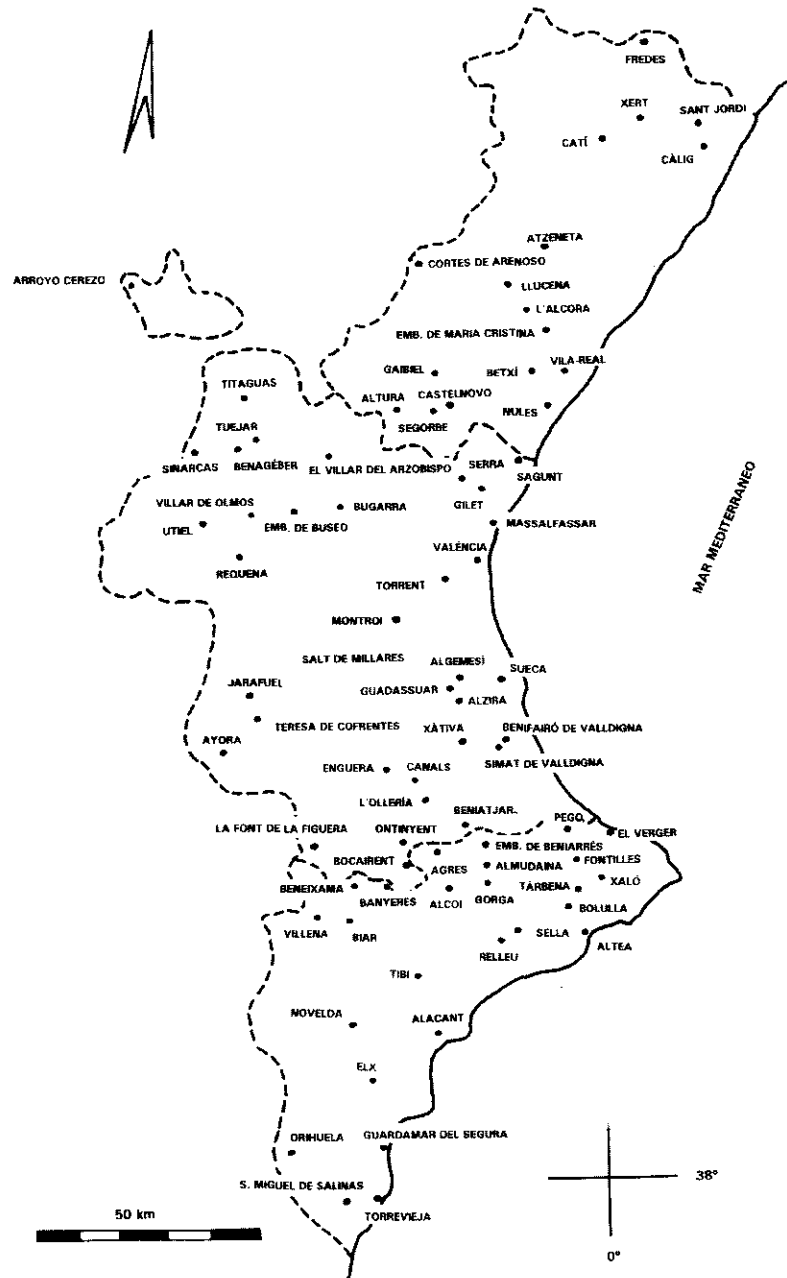 FREDES
XERT
SANT JORDI
CATÍ
CÀLIG
ATZENETA
CORTES DE ARENOSO
ARROYO CEREZO
LLUCENA
L'ALCORA
EMB. DE MARIA CRISTINA
GAIBIEL
BETXÍ
VILA-REAL
TITAGUAS
ALTURA
CASTELNOVO
SEGORBE
NULES
TUEJAR
SINARCAS
BENAGÉBER
EL VILLAR DEL ARZOBISPO
SERRA
SAGUNT
GILET
VILLAR DE OLMOS
UTIEL
EMB. DE BUSEO
BUGARRA
MASSALFASSAR
MAR MEDITERRANEO
REQUENA
VALÉNCIA
TORRENT
MONTROI
SALT DE MILLARES
ALGEMESÍ
SUECA
JARAFUEL
GUADASSUAR
ALZIRA
TERESA DE COFRENTES
XÀTIVA
BENIFAIRÓ DE VALLDIGNA
AYORA
SIMAT DE VALLDIGNA
ENGUERA
CANALS
L'OLLERÍA
BENIATJAR
PEGO
EL VERGER
LA FONT DE LA FIGUERA
ONTINYENT
EMB. DE BENIARRÉS
BOCAIRENT
AGRES
ALMUDAINA
FONTILLES
BENEIXAMA
BANYERES
ALCOI
GORGA
TÀRBENA
XALÓ
BOLULLA
VILLENA
BIAR
SELLA
ALTEA
RELLEU
TIBI
NOVELDA
ALACANT
ELX
ORIHUELA
GUARDAMAR DEL SEGURA
S. MIGUEL DE SALINAS
TORREVIEJA
38°
0°
50 km